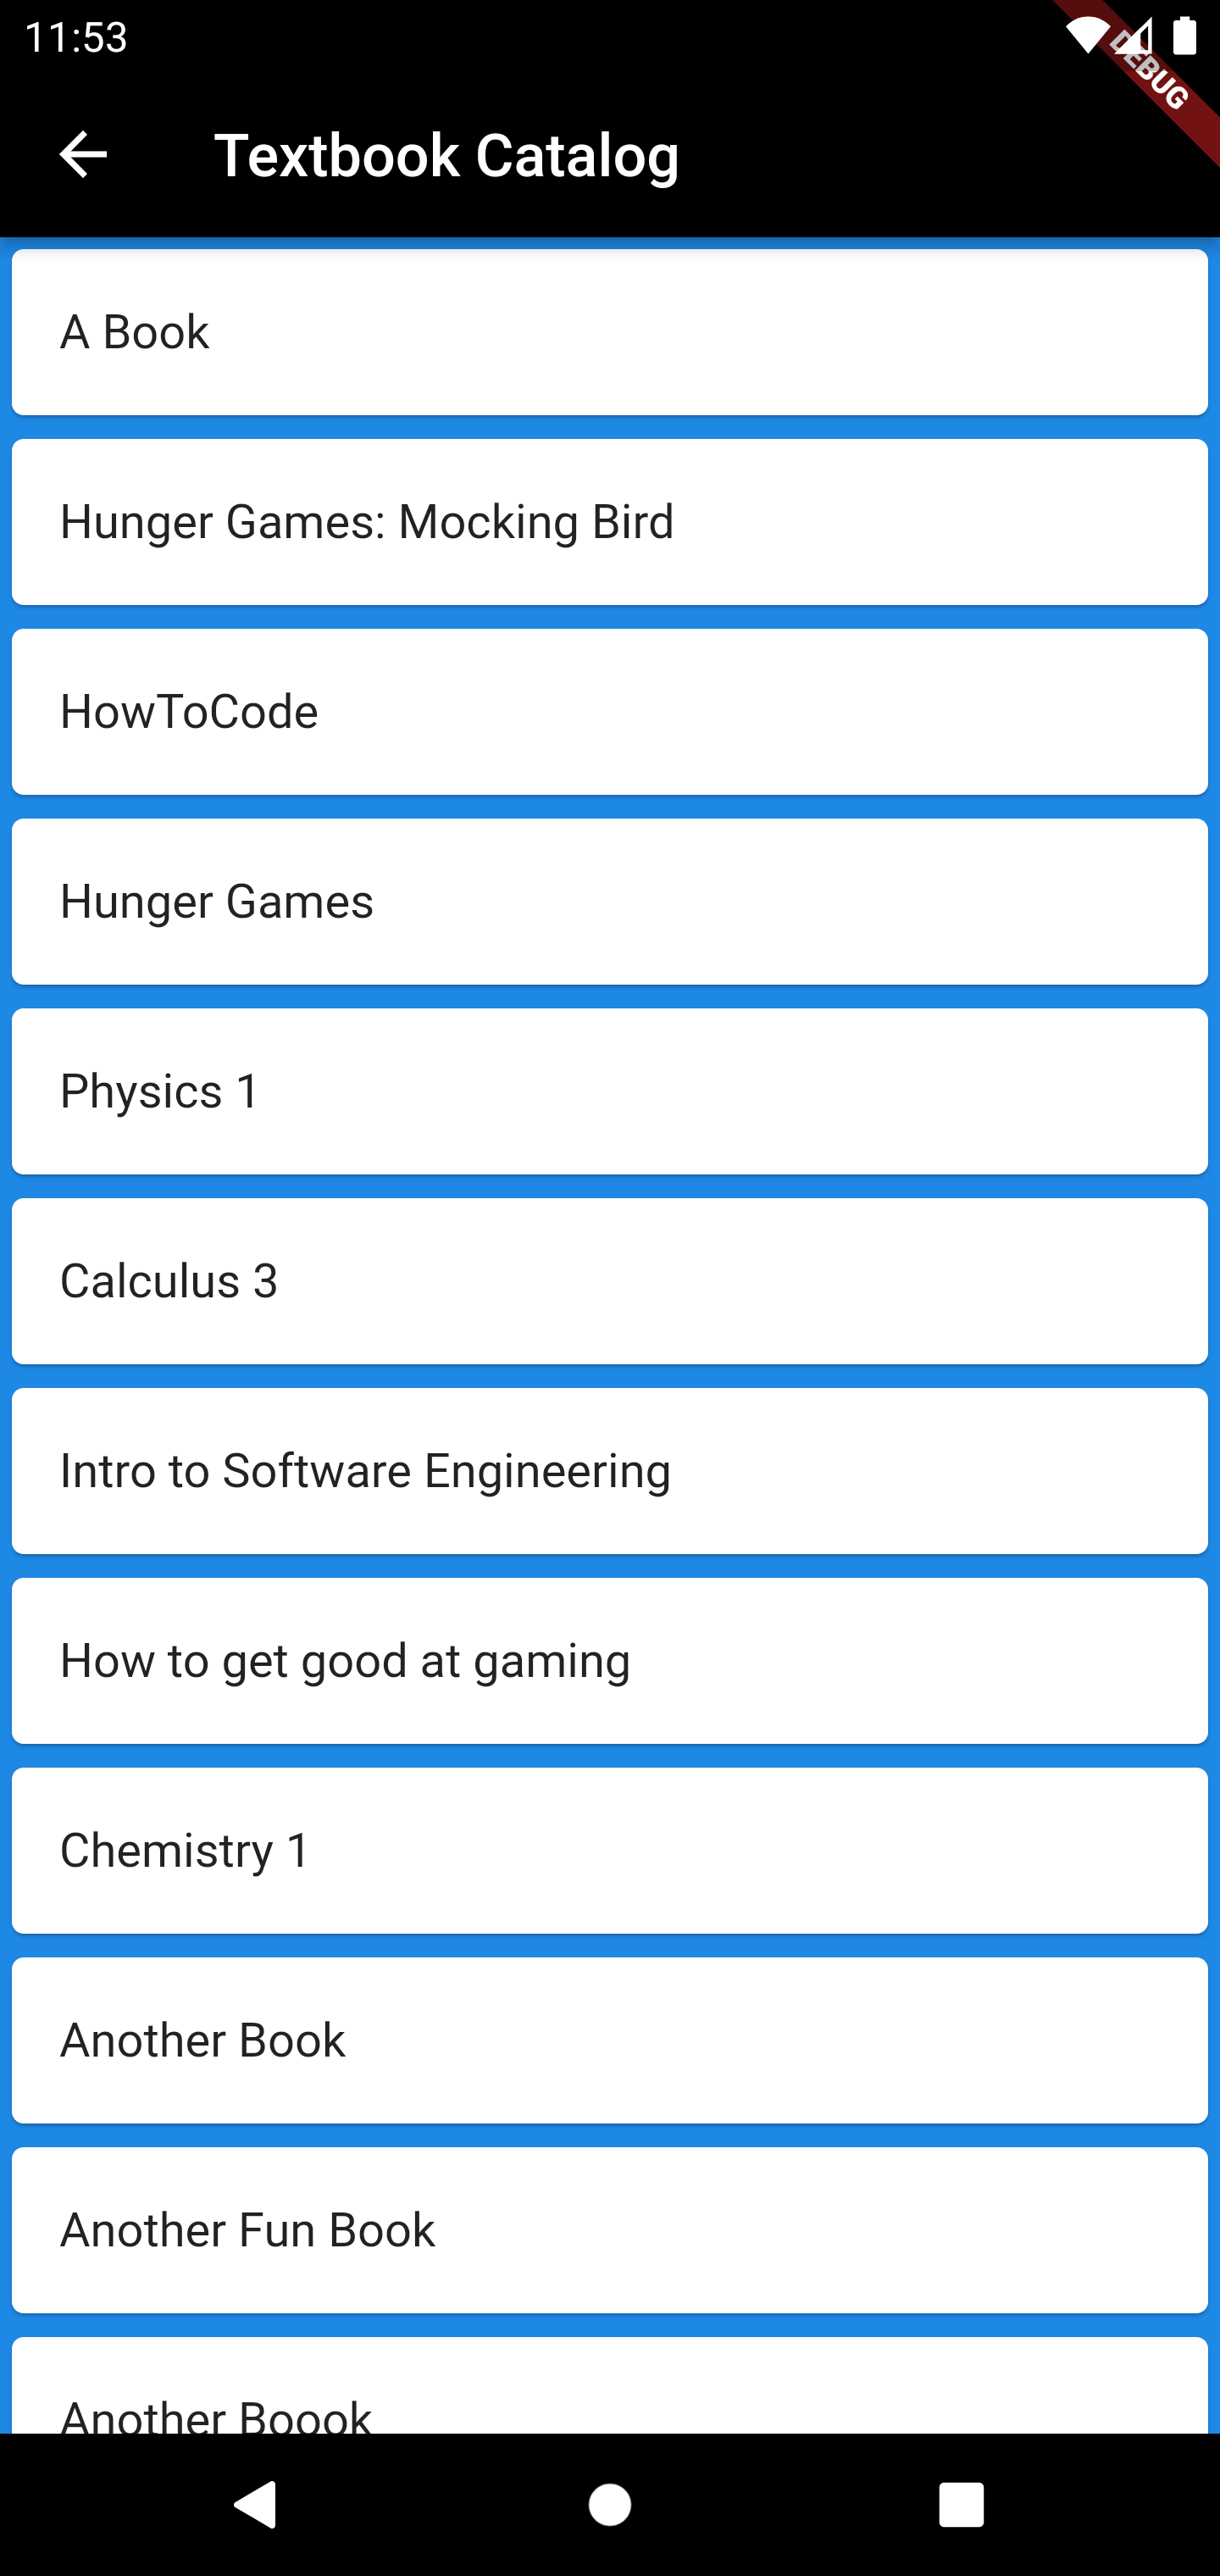 11:53
DEBUG
Textbook Catalog
A Book
Hunger Games: Mocking Bird
HowToCode
Hunger Games
Physics 1
Calculus 3
Intro to Software Engineering
How to get good at gaming
Chemistry 1
Another Book
Another Fun Book
Another Boook